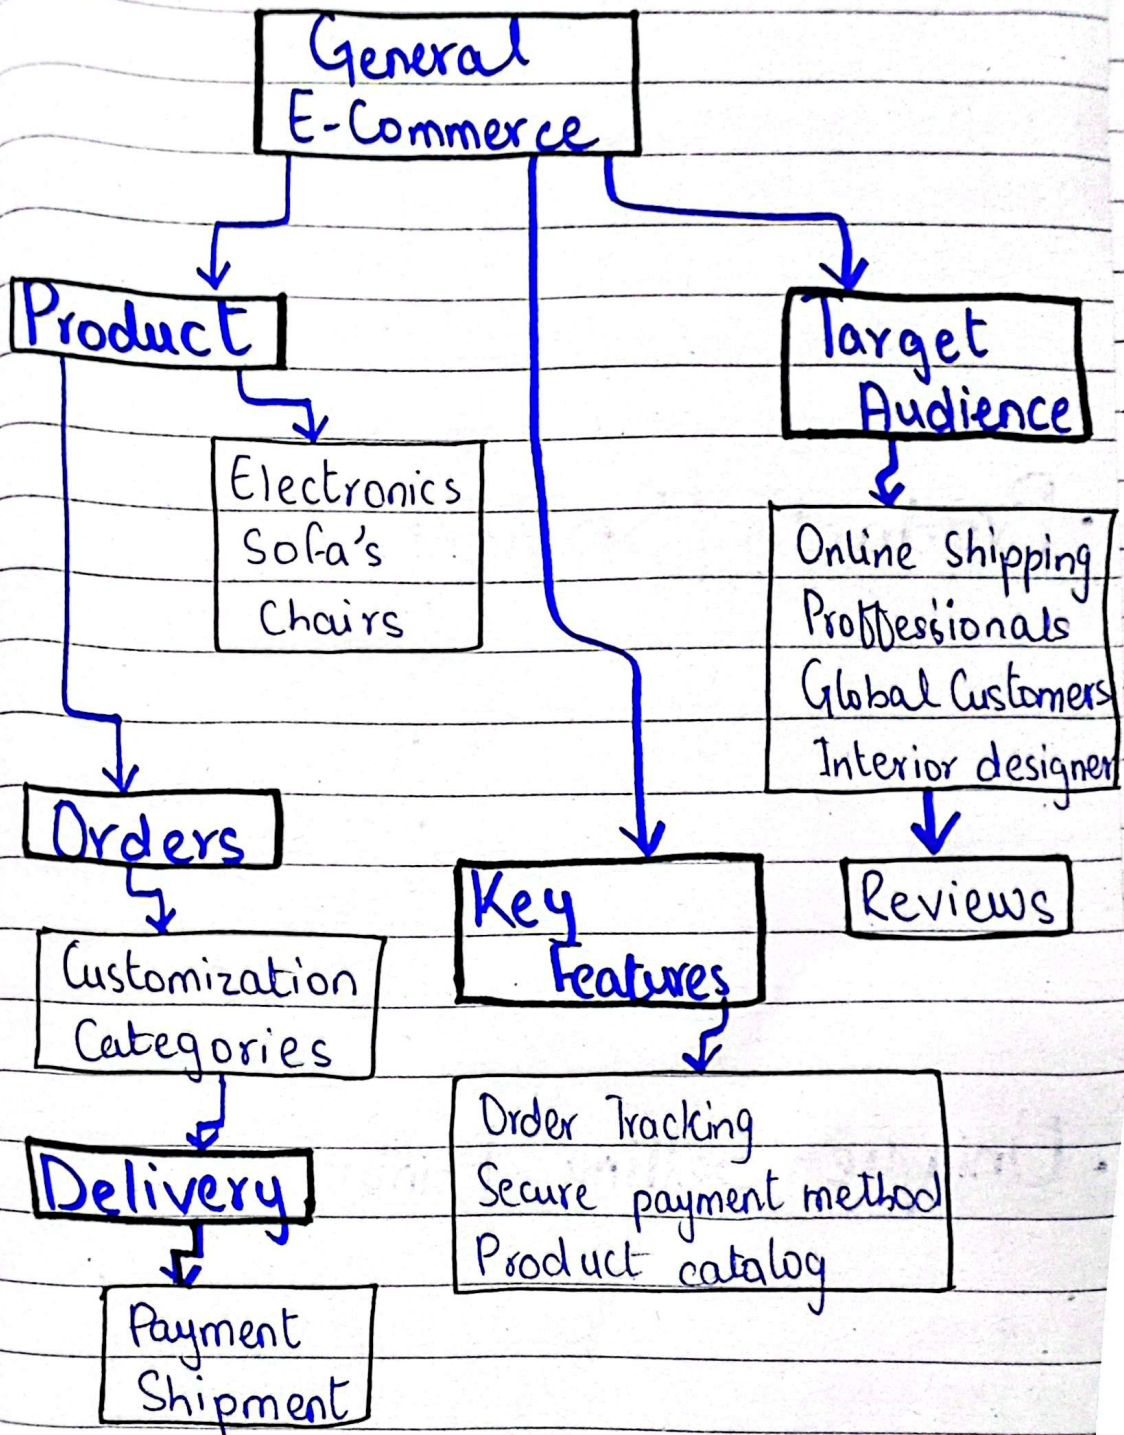 General
E-Commerce
Product
Target
Audience
Electronics
Sofa's
Chairs
Online Shipping
Proffessionals
Global Customers
Interior designer
Orders
Key
Features
Reviews
Customization
Categories
Delivery
Order Tracking
Secure payment method
Product catalog
Payment
Shipment